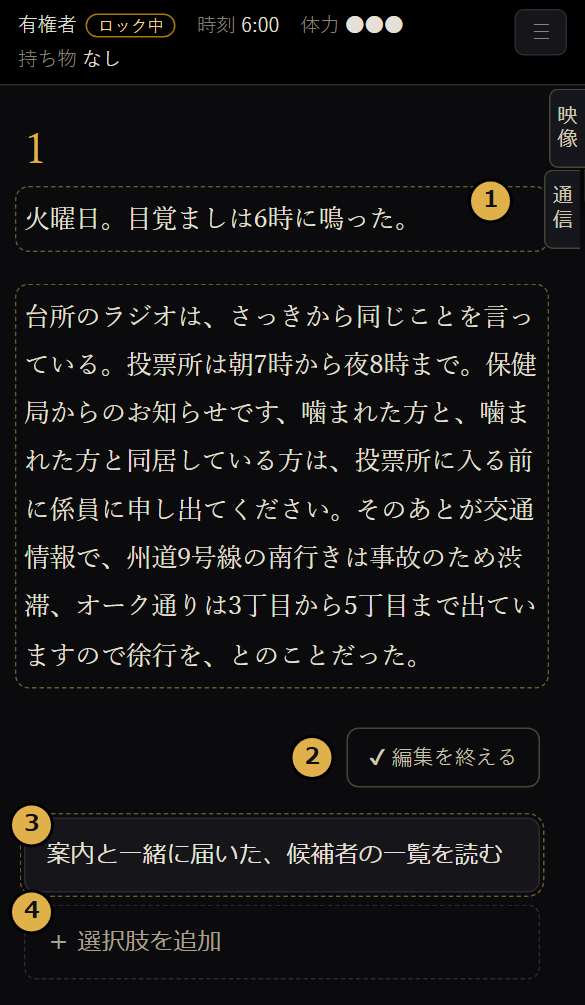 有権者 ロック中 時刻 6:00 体力
持ち物 なし
映像
通信
1
1
火曜日。目覚ましは6時に鳴った。
台所のラジオは、さっきから同じことを言っ
ている。投票所は朝7時から夜8時まで。保健
局からのお知らせです、噛まれた方と、噛ま
れた方と同居している方は、投票所に入る前
に係員に申し出てください。そのあとが交通
情報で、州道9号線の南行きは事故のため渋
滞、オーク通りは3丁目から5丁目まで出てい
ますので徐行を、とのことだった。
2
✓ 編集を終える
3
案内と一緒に届いた、候補者の一覧を読む
4
+ 選択肢を追加